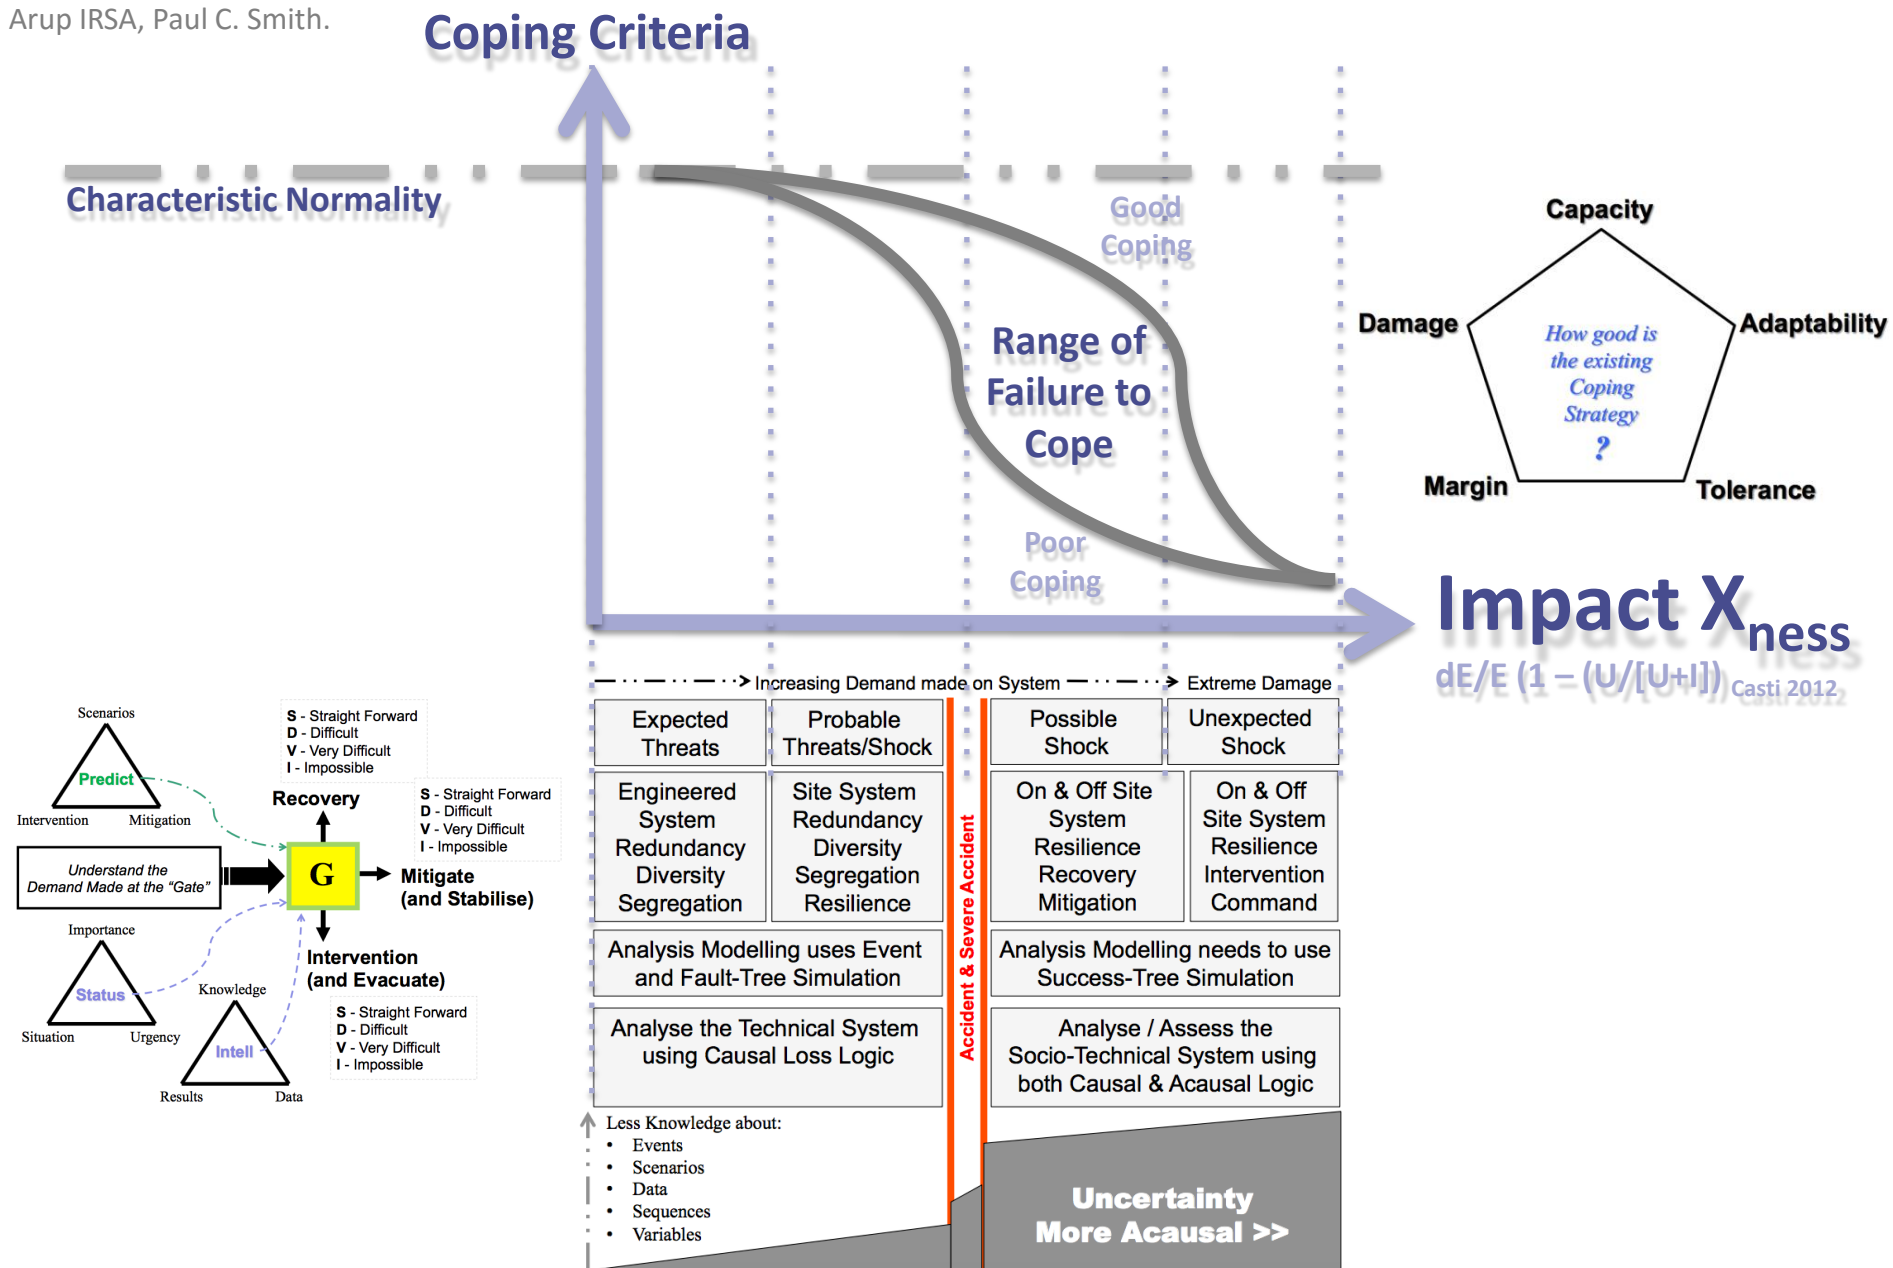 Arup IRSA, Paul C. Smith.
Coping Criteria
Characteristic Normality
Good
Coping
Range of
Failure to
Cope
Poor
Coping
Capacity
Damage
Adaptability
How good is
the existing
Coping
Strategy
?
Margin
Tolerance
Impact Xness
dE/E (1 – (U/[U+I]) Casti 2012
Increasing Demand made on System
Extreme Damage
Expected
Threats
Probable
Threats/Shock
Possible
Shock
Unexpected
Shock
Engineered
System
Redundancy
Diversity
Segregation
Site System
Redundancy
Diversity
Segregation
Resilience
Accident & Severe Accident
On & Off Site
System
Resilience
Recovery
Mitigation
On & Off
Site System
Resilience
Intervention
Command
Analysis Modelling uses Event
and Fault-Tree Simulation
Analysis Modelling needs to use
Success-Tree Simulation
Analyse the Technical System
using Causal Loss Logic
Analyse / Assess the
Socio-Technical System using
both Causal & Acausal Logic
Less Knowledge about:
• Events
• Scenarios
• Data
• Sequences
• Variables
Uncertainty
More Acausal >>
Scenarios
Predict
Intervention
Mitigation
S - Straight Forward
D - Difficult
V - Very Difficult
I - Impossible
Recovery
S - Straight Forward
D - Difficult
V - Very Difficult
I - Impossible
Understand the
Demand Made at the “Gate”
G
Mitigate
(and Stabilise)
Intervention
(and Evacuate)
S - Straight Forward
D - Difficult
V - Very Difficult
I - Impossible
Importance
Status
Situation
Urgency
Knowledge
Intell
Results
Data